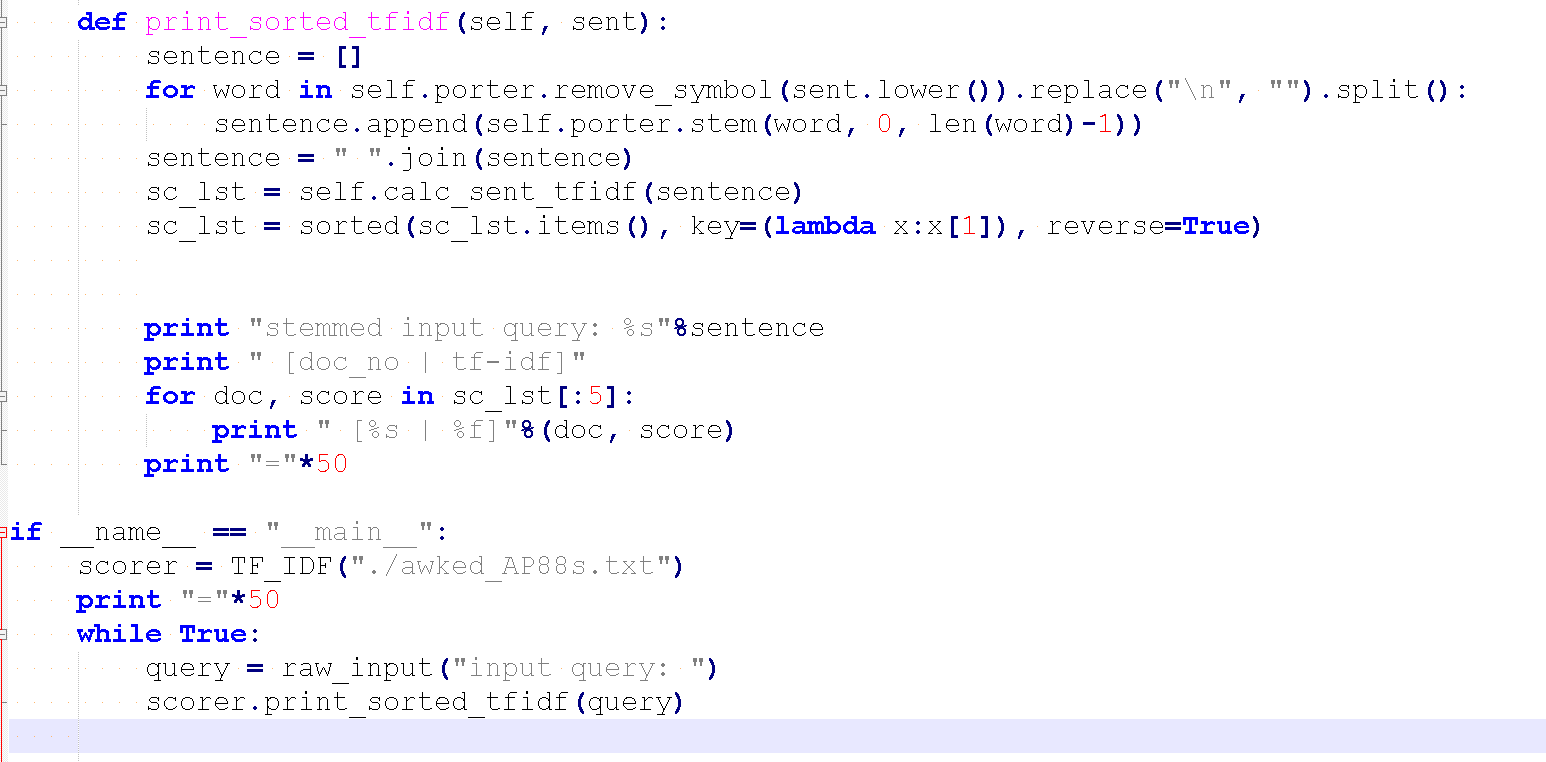 def print_sorted_tfidf(self, sent):
    sentence = []
    for word in self.porter.remove_symbol(sent.lower()).replace("\n", "").split():
        sentence.append(self.porter.stem(word, 0, len(word)-1))
    sentence = " ".join(sentence)
    sc_lst = self.calc_sent_tfidf(sentence)
    sc_lst = sorted(sc_lst.items(), key=(lambda x:x[1]), reverse=True)
    print "stemmed input query: %s"%sentence
    print " [doc_no | tf-idf]"
    for doc, score in sc_lst[:5]:
        print " [%s | %f]"%(doc, score)
    print "="*50
if __name__ == "__main__":
    scorer = TF_IDF("./awked_AP88s.txt")
    print "="*50
    while True:
        query = raw_input("input query: ")
        scorer.print_sorted_tfidf(query)